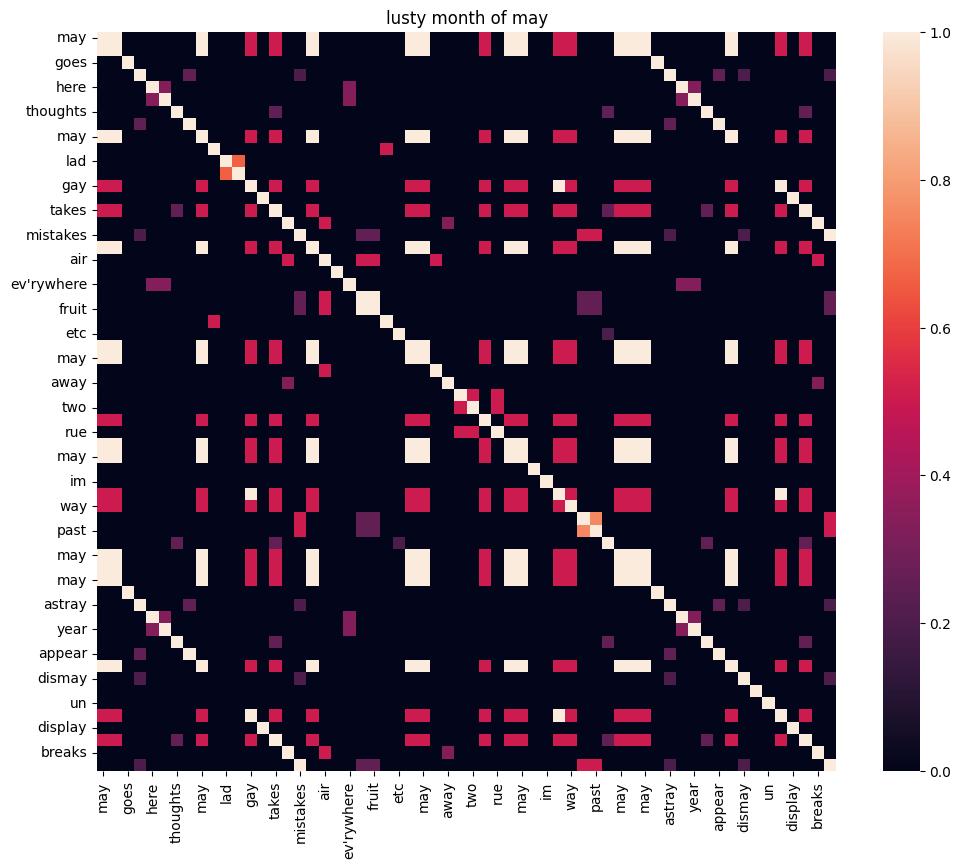 lusty month of may
may
goes
here
thoughts
may
lad
gay
takes
mistakes
air
ev'rywhere
fruit
etc
may
away
two
rue
may
im
way
past
may
may
astray
year
appear
dismay
un
display
breaks
may
goes
here
thoughts
may
lad
gay
takes
mistakes
air
ev'rywhere
fruit
etc
may
away
two
rue
may
im
way
past
may
may
astray
year
appear
dismay
un
display
breaks
1.0
0.8
0.6
0.4
0.2
0.0